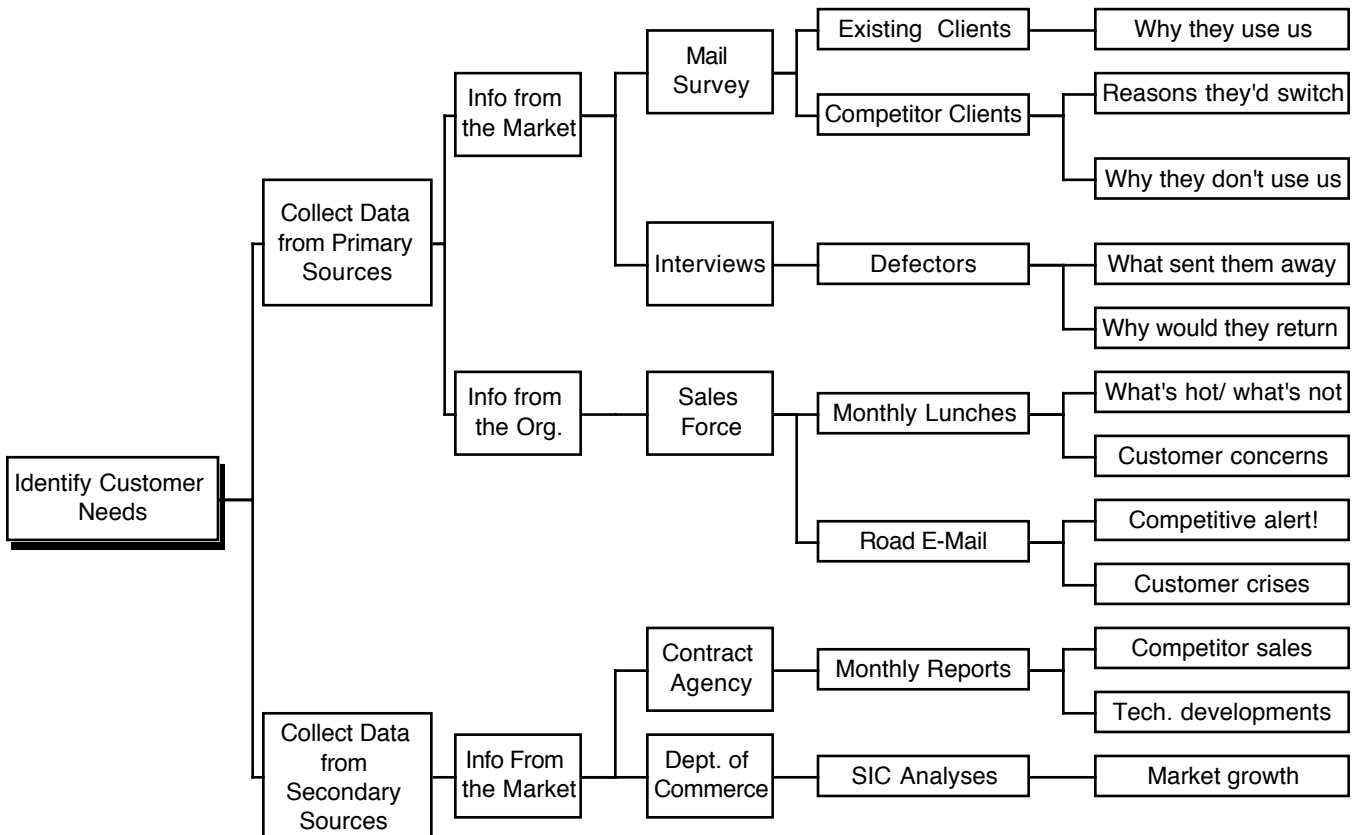 Identify Customer
Needs
Collect Data
from Primary
Sources
Collect Data
from
Secondary
Sources
Info from
the Market
Info from
the Org.
Info From
the Market
Mail
Survey
Interviews
Sales
Force
Contract
Agency
Dept. of
Commerce
Existing Clients
Competitor Clients
Defectors
Monthly Lunches
Road E-Mail
Monthly Reports
SIC Analyses
Why they use us
Reasons they'd switch
Why they don't use us
What sent them away
Why would they return
What's hot/ what's not
Customer concerns
Competitive alert!
Customer crises
Competitor sales
Tech. developments
Market growth